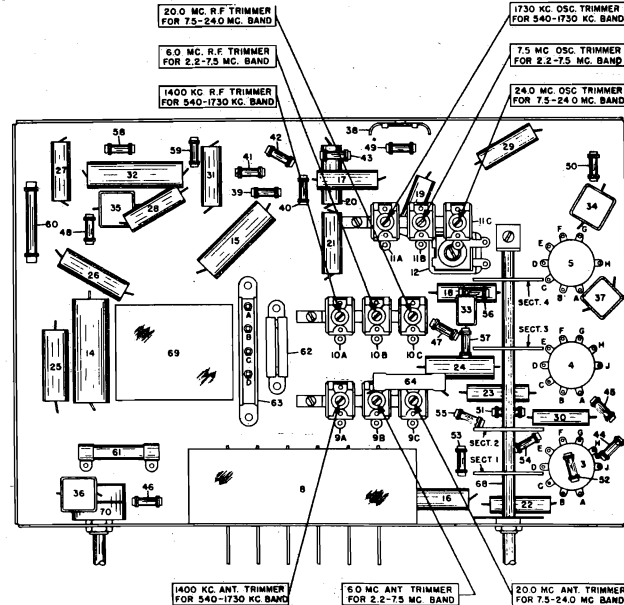 20.0 MC. R.F TRIMMER
FOR 7.5-24.0 MC. BAND
6.0 MC. R.F. TRIMMER
FOR 2.2-7.5 MC. BAND
1400 KC. R.F TRIMMER
FOR 540-1730 KC. BAND
1730 KC. OSC. TRIMMER
FOR 540-1730 KC. BAND
7.5 MC OSC. TRIMMER
FOR 2.2-7.5 MC. BAND
24.0 MC. OSC TRIMMER
FOR 7.5-24.0 MC. BAND
58
59
42
38
49
43
29
50
27
32
31
41
17
39
40
20
19
34
60
35
28
48
15
21
11A
11B
11C
12
F
G
E
D
5
H
C
B
A
26
18
56
33
SECT. 4
37
A
B
C
D
69
62
63
10A
10B
10C
47
57
SECT. 3
F
G
H
E
D
4
J
C
B
A
25
14
24
64
23
51
55
30
45
9A
9B
9C
61
SECT. 2
54
53
SECT 1
F
G
H
E
D
3
J
C
B
A
44
52
36
70
46
8
16
68
22
1400 KC. ANT. TRIMMER
FOR 540-1730 KC. BAND
6.0 MC ANT TRIMMER
FOR 2.2-7.5 MC. BAND
20.0 MC. ANT. TRIMMER
FOR 7.5-24.0 MC. BAND